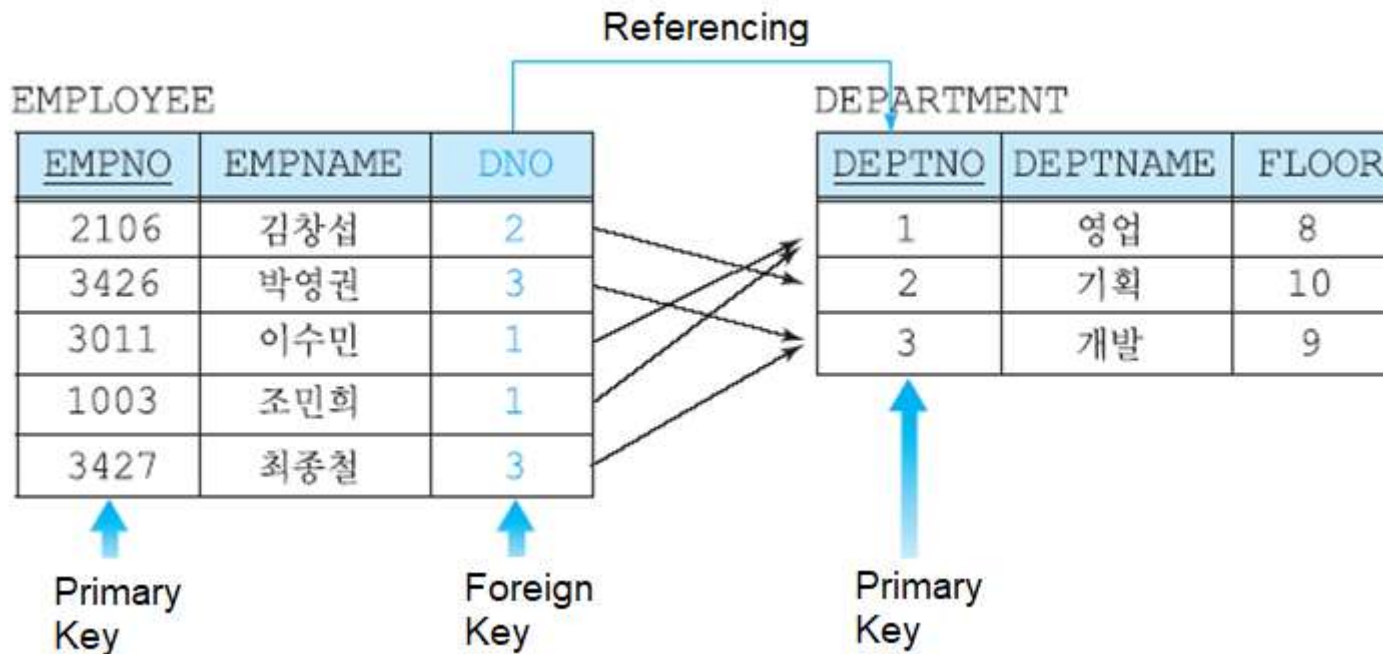 Referencing
EMPLOYEE
EMPNO EMPNAME DNO
2106 김창섭 2
3426 박영권 3
3011 이수민 1
1003 조민희 1
3427 최종철 3
Primary
Key
Foreign
Key
DEPARTMENT
DEPTNO DEPTNAME FLOOR
1 영업 8
2 기획 10
3 개발 9
Primary
Key